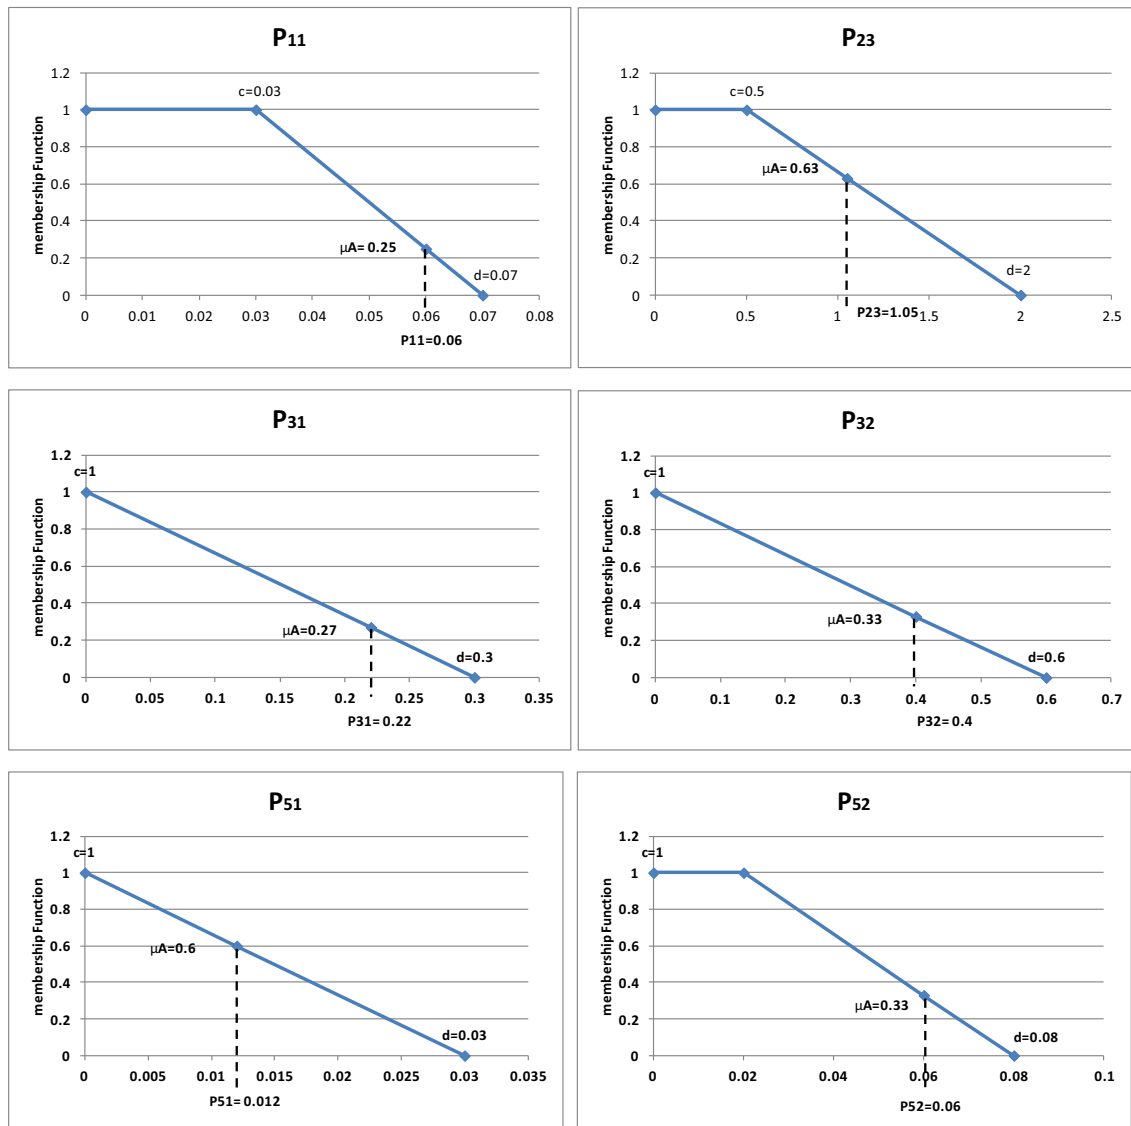 P11
1.2
1
0.8
0.6
0.4
0.2
0
membership Function
c=0.03
µA= 0.25
d=0.07
0 0.01 0.02 0.03 0.04 0.05 0.06 0.07 0.08
P11=0.06
P23
1.2
1
0.8
0.6
0.4
0.2
0
membership Function
c=0.5
µA= 0.63
d=2
0 0.5 1 1.5 2 2.5
P23=1.05
P31
1.2
1
0.8
0.6
0.4
0.2
0
membership Function
c=1
µA=0.27
d=0.3
0 0.05 0.1 0.15 0.2 0.25 0.3 0.35
P31= 0.22
P32
1.2
1
0.8
0.6
0.4
0.2
0
membership Function
c=1
µA=0.33
d=0.6
0 0.1 0.2 0.3 0.4 0.5 0.6 0.7
P32= 0.4
P51
1.2
1
0.8
0.6
0.4
0.2
0
membership Function
c=1
µA=0.6
d=0.03
0 0.005 0.01 0.015 0.02 0.025 0.03 0.035
P51= 0.012
P52
1.2
1
0.8
0.6
0.4
0.2
0
membership Function
c=1
µA=0.33
d=0.08
0 0.02 0.04 0.06 0.08 0.1
P52=0.06